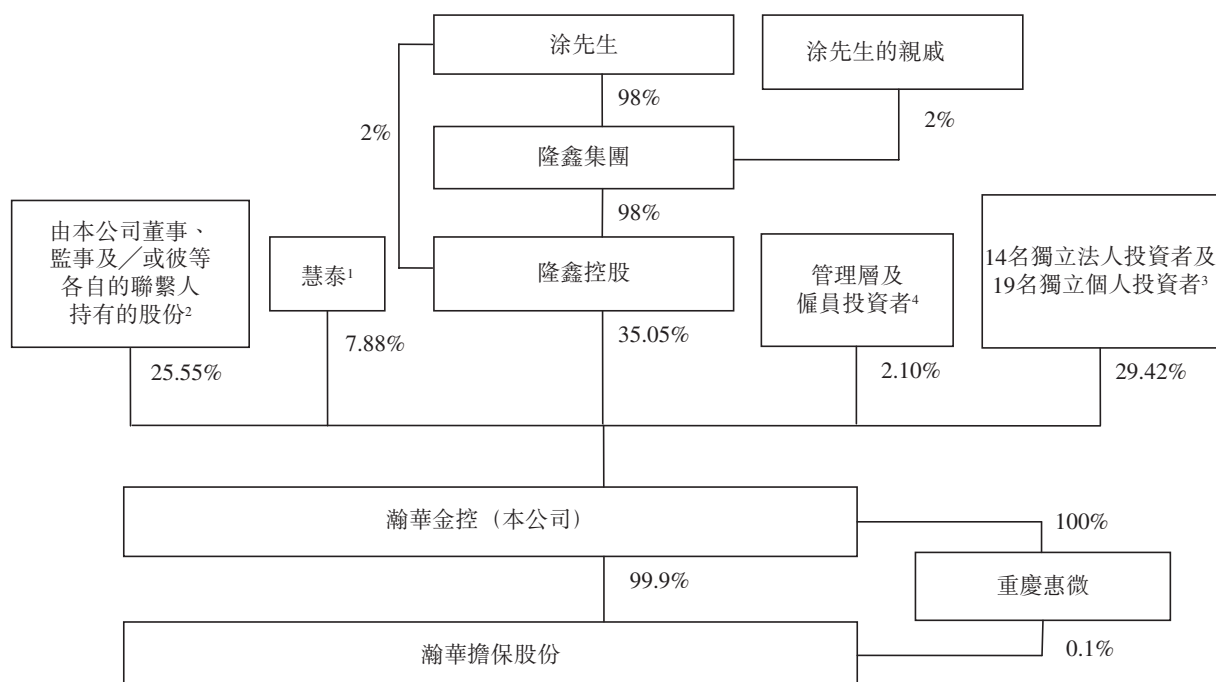 涂先生
涂先生的親戚
98%
2%
2%
隆鑫集團
98%
由本公司董事、
監事及／或彼等
各自的聯繫人
持有的股份²
慧泰¹
隆鑫控股
管理層及
僱員投資者⁴
14名獨立法人投資者及
19名獨立個人投資者³
25.55%
7.88%
35.05%
2.10%
29.42%
瀚華金控（本公司）
100%
99.9%
重慶惠微
瀚華擔保股份
0.1%